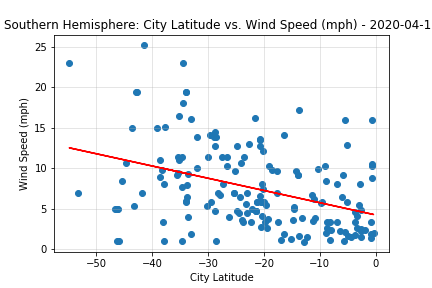 Southern Hemisphere: City Latitude vs. Wind Speed (mph) - 2020-04-1
25
20
15
10
5
0
Wind Speed (mph)
−50 −40 −30 −20 −10 0
City Latitude